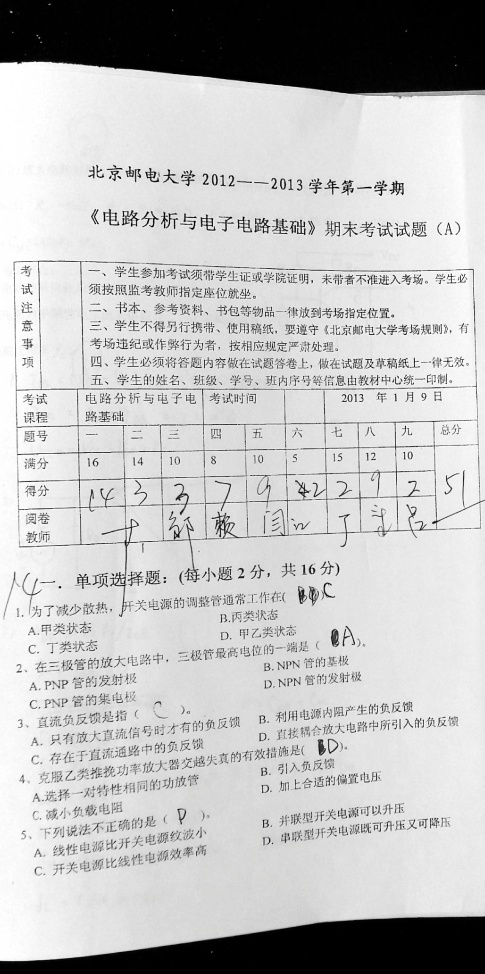 北京邮电大学2012——2013学年第一学期
《电路分析与电子电路基础》期末考试试题（A）
考试注意事项
一、学生参加考试须带学生证或学院证明，未带者不准进入考场。学生必
须按照监考教师指定座位就坐。
二、书本、参考资料、书包等物品一律放到考场指定位置。
三、学生不得另行携带、使用稿纸，要遵守《北京邮电大学考场规则》，有
考场违纪或作弊行为者，按相应规定严肃处理。
四、学生必须将答题内容做在试题答卷上，做在试题及草稿纸上一律无效。
五、学生的姓名、班级、学号、班内序号等信息由教材中心统一印制。
考试课程 电路分析与电子电路基础 考试时间 2013 年 1 月 9 日
题号 一 二 三 四 五 六 七 八 九 总分
满分 16 14 10 8 10 5 15 12 10
得分 14 3 3 7 9 2 2 9 2 51
阅卷教师
14
一．单项选择题：(每小题 2 分，共 16 分)
1. 为了减少散热，开关电源的调整管通常工作在( C
A.甲类状态 B.丙类状态
C. 丁类状态 D. 甲乙类状态
2、在三极管的放大电路中，三极管最高电位的一端是（ A ）。
A. PNP 管的发射极 B. NPN 管的基极
C. PNP 管的集电极 D. NPN 管的发射极
3、直流负反馈是指（ C ）。
A. 只有放大直流信号时才有的负反馈 B. 利用电源内阻产生的负反馈
C. 存在于直流通路中的负反馈 D. 直接耦合放大电路中所引入的负反馈
4、克服乙类推挽功率放大器交越失真的有效措施是( D )。
A.选择一对特性相同的功放管 B. 引入负反馈
C. 减小负载电阻 D. 加上合适的偏置电压
5、下列说法不正确的是（ D ）。
A. 线性电源比开关电源纹波小 B. 并联型开关电源可以升压
C. 开关电源比线性电源效率高 D. 串联型开关电源既可升压又可降压